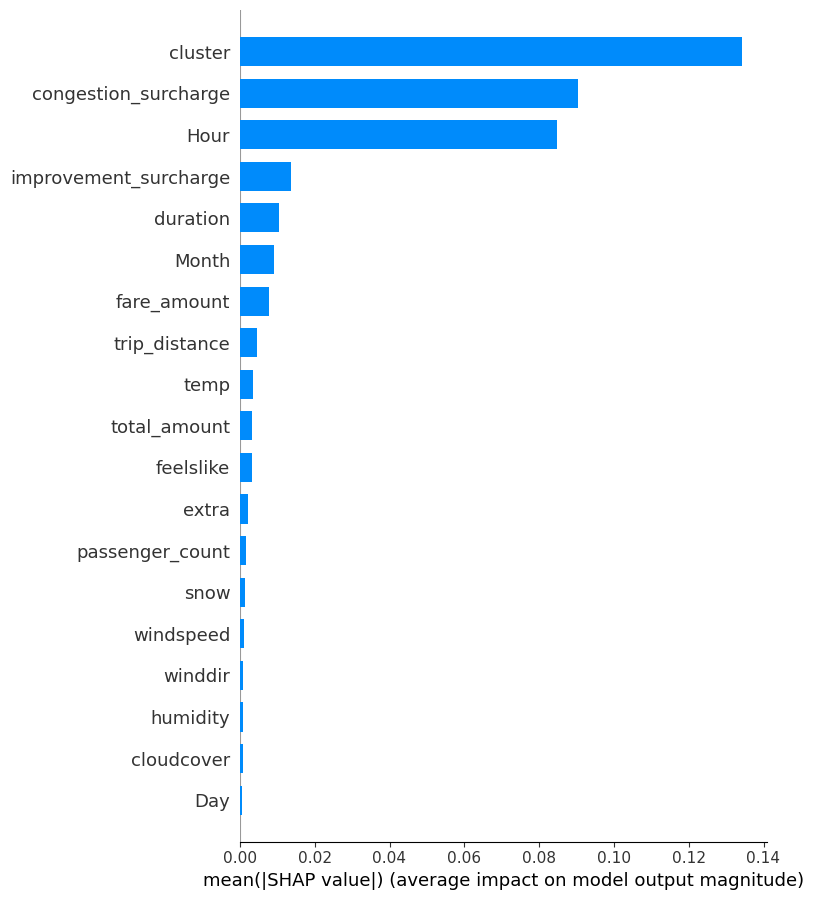 cluster
congestion_surcharge
Hour
improvement_surcharge
duration
Month
fare_amount
trip_distance
temp
total_amount
feelslike
extra
passenger_count
snow
windspeed
winddir
humidity
cloudcover
Day
0.00 0.02 0.04 0.06 0.08 0.10 0.12 0.14
mean(|SHAP value|) (average impact on model output magnitude)